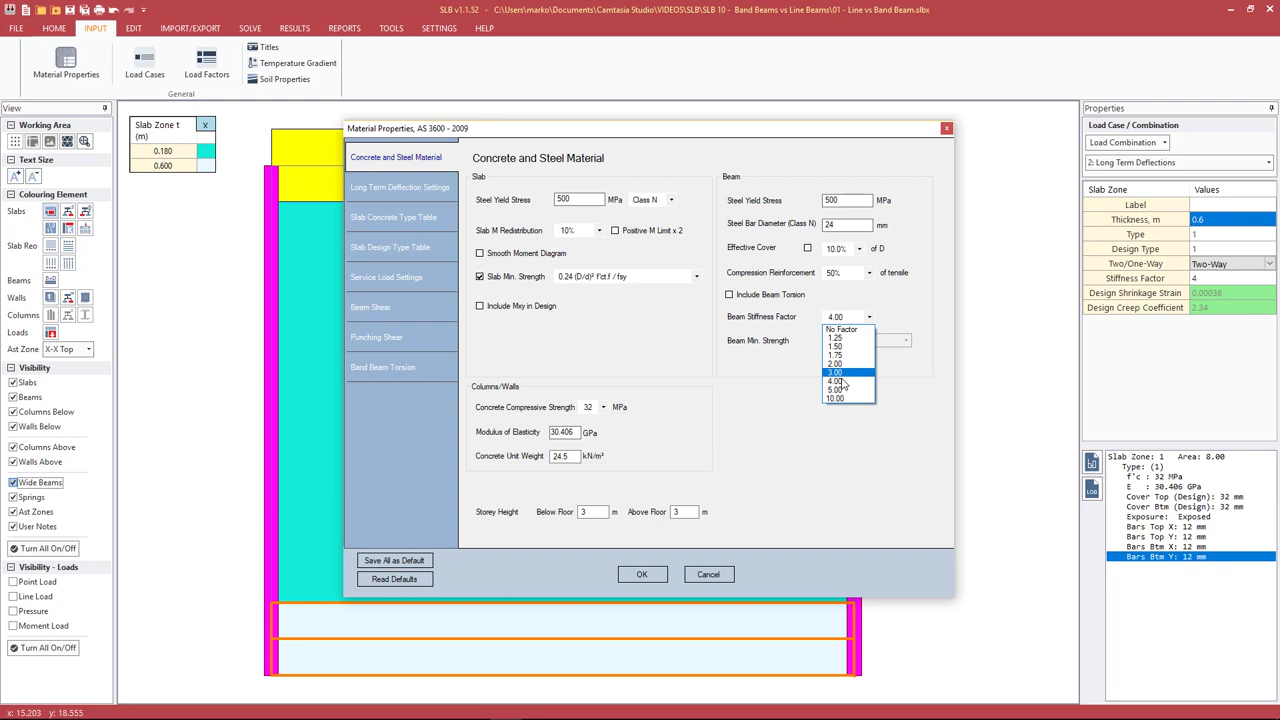 SLB v1.1.52 - C:\Users\marko\Documents\Camtasia Studio\VIDEOS\SLB\SLB 10 - Band Beams vs Line Beams\01 - Line vs Band Beam.slbx
FILE HOME INPUT EDIT IMPORT/EXPORT SOLVE RESULTS REPORTS TOOLS SETTINGS HELP
Material Properties
Load Cases
Load Factors
Titles
Temperature Gradient
Soil Properties
General
View
Working Area
Text Size
A+ A-
Colouring Element
Slabs
Slab Reo
Beams
Walls
Columns
Loads
Ast Zone X-X Top
Visibility
Slabs
Beams
Columns Below
Walls Below
Columns Above
Walls Above
Wide Beams
Springs
Ast Zones
User Notes
Turn All On/Off
Visibility - Loads
Point Load
Line Load
Pressure
Moment Load
Turn All On/Off
Slab Zone t (m) x
0.180
0.600
Material Properties, AS 3600 - 2009
x
Concrete and Steel Material
Long Term Deflection Settings
Slab Concrete Type Table
Slab Design Type Table
Service Load Settings
Beam Shear
Punching Shear
Band Beam Torsion
Save All as Default
Read Defaults
Concrete and Steel Material
Slab
Steel Yield Stress 500 MPa Class N
Slab M Redistribution 10% Positive M Limit x 2
Smooth Moment Diagram
Slab Min. Strength 0.24 (D/d)² f'ct.f / fsy
Include Mxy in Design
Columns/Walls
Concrete Compressive Strength 32 MPa
Modulus of Elasticity 30.406 GPa
Concrete Unit Weight 24.5 kN/m³
Storey Height Below Floor 3 m Above Floor 3 m
Beam
Steel Yield Stress 500 MPa
Steel Bar Diameter (Class N) 24 mm
Effective Cover 10.0% of D
Compression Reinforcement 50% of tensile
Include Beam Torsion
Beam Stiffness Factor 4.00
Beam Min. Strength
No Factor
1.25
1.50
1.75
2.00
3.00
4.00
5.00
10.00
OK
Cancel
Properties
Load Case / Combination
Load Combination
2: Long Term Deflections
Slab Zone Values
Label
Thickness, m 0.6
Type 1
Design Type 1
Two/One-Way Two-Way
Stiffness Factor 4
Design Shrinkage Strain 0.00038
Design Creep Coefficient 2.34
LOG
Slab Zone: 1 Area: 8.00
Type: (1)
f'c : 32 MPa
E : 30.406 GPa
Cover Top (Design): 32 mm
Cover Btm (Design): 32 mm
Exposure: Exposed
Bars Top X: 12 mm
Bars Top Y: 12 mm
Bars Btm X: 12 mm
Bars Btm Y: 12 mm
x: 15.203 y: 18.555